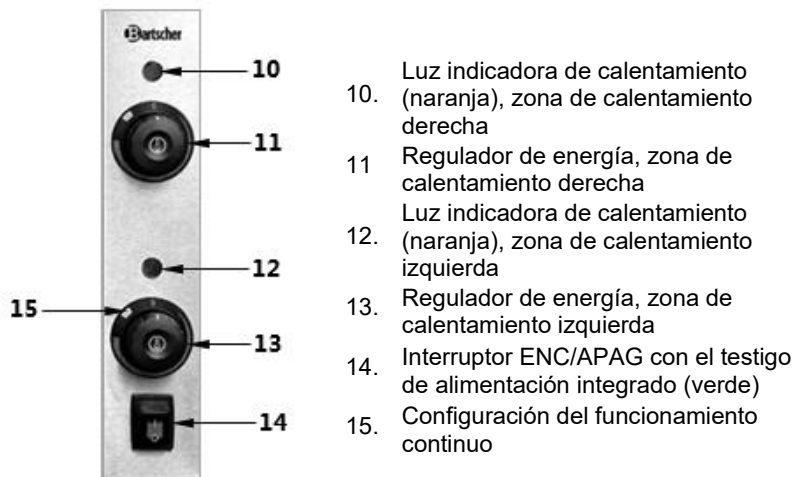 Bartscher
10
11
12
15
13
14
10. Luz indicadora de calentamiento
(naranja), zona de calentamiento
derecha
11 Regulador de energía, zona de
calentamiento derecha
12. Luz indicadora de calentamiento
(naranja), zona de calentamiento
izquierda
13. Regulador de energía, zona de
calentamiento izquierda
14. Interruptor ENC/APAG con el testigo
de alimentación integrado (verde)
15. Configuración del funcionamiento
continuo